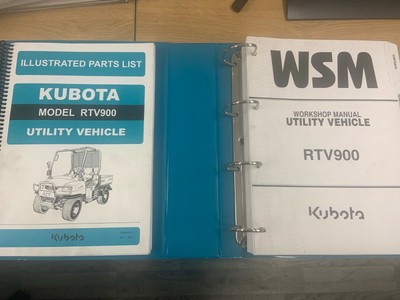 ILLUSTRATED PARTS LIST
KUBOTA
MODEL RTV900
UTILITY VEHICLE
Kubota
WSM
WORKSHOP MANUAL
UTILITY VEHICLE
RTV900
Kubota